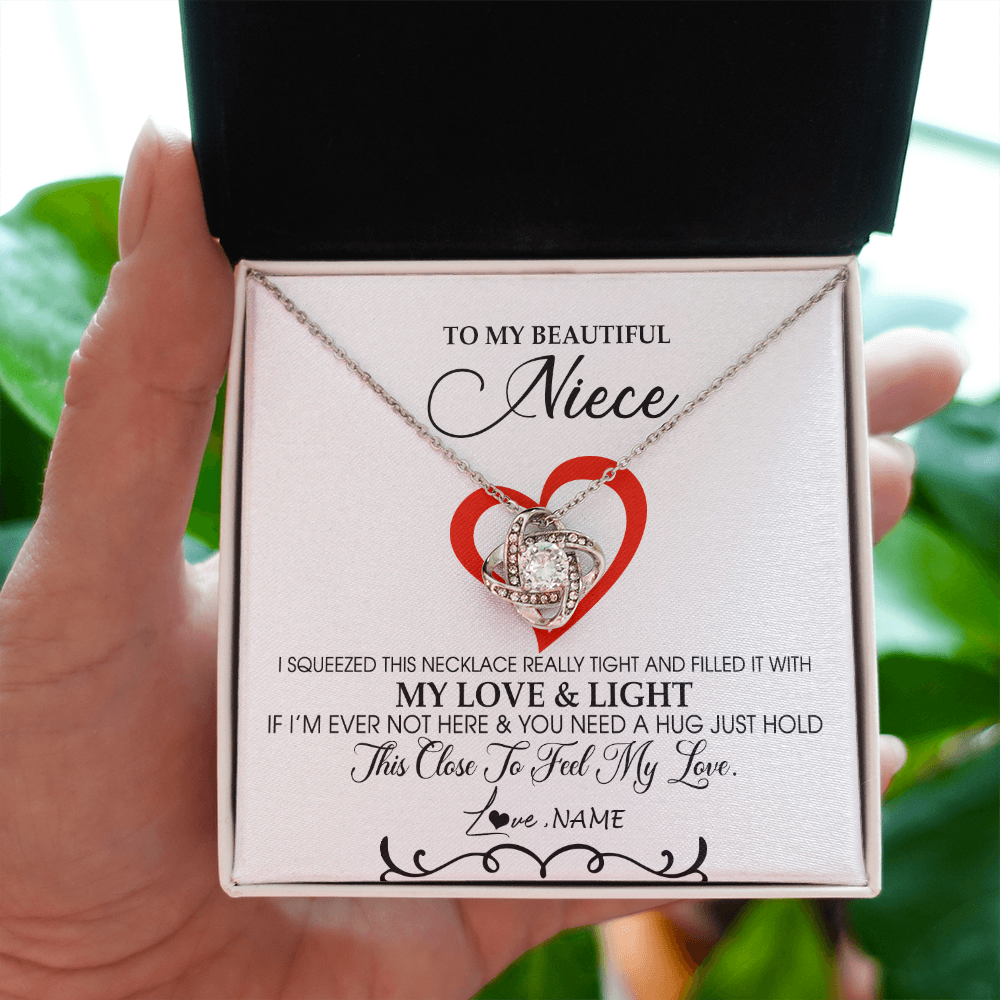 TO MY BEAUTIFUL
Niece
I SQUEEZED THIS NECKLACE REALLY TIGHT AND FILLED IT WITH
MY LOVE & LIGHT
IF I'M EVER NOT HERE & YOU NEED A HUG JUST HOLD
This Close To Feel My Love.
Love ,NAME